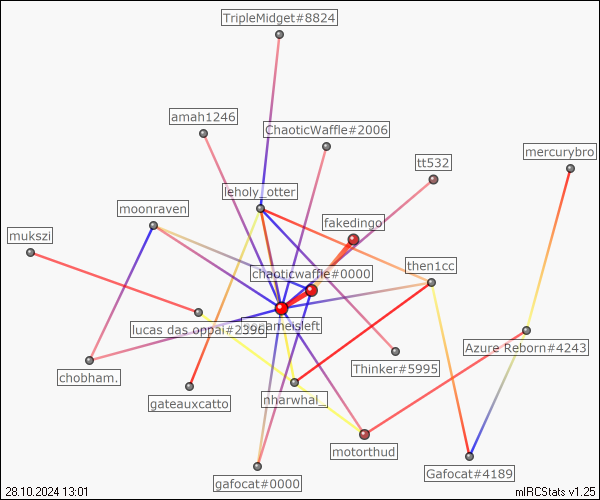 TripleMidget#8824
amah1246
ChaoticWaffle#2006
mercurybro
tt532
leholy_otter
moonraven
fakedingo
mukszi
then1cc
chaoticwaffle#0000
lucas das oppai#2396
nameisleft
Azure Reborn#4243
Thinker#5995
chobham.
gateauxcatto
nharwhal_
motorthud
Gafocat#4189
gafocat#0000
28.10.2024 13:01
mIRCStats v1.25